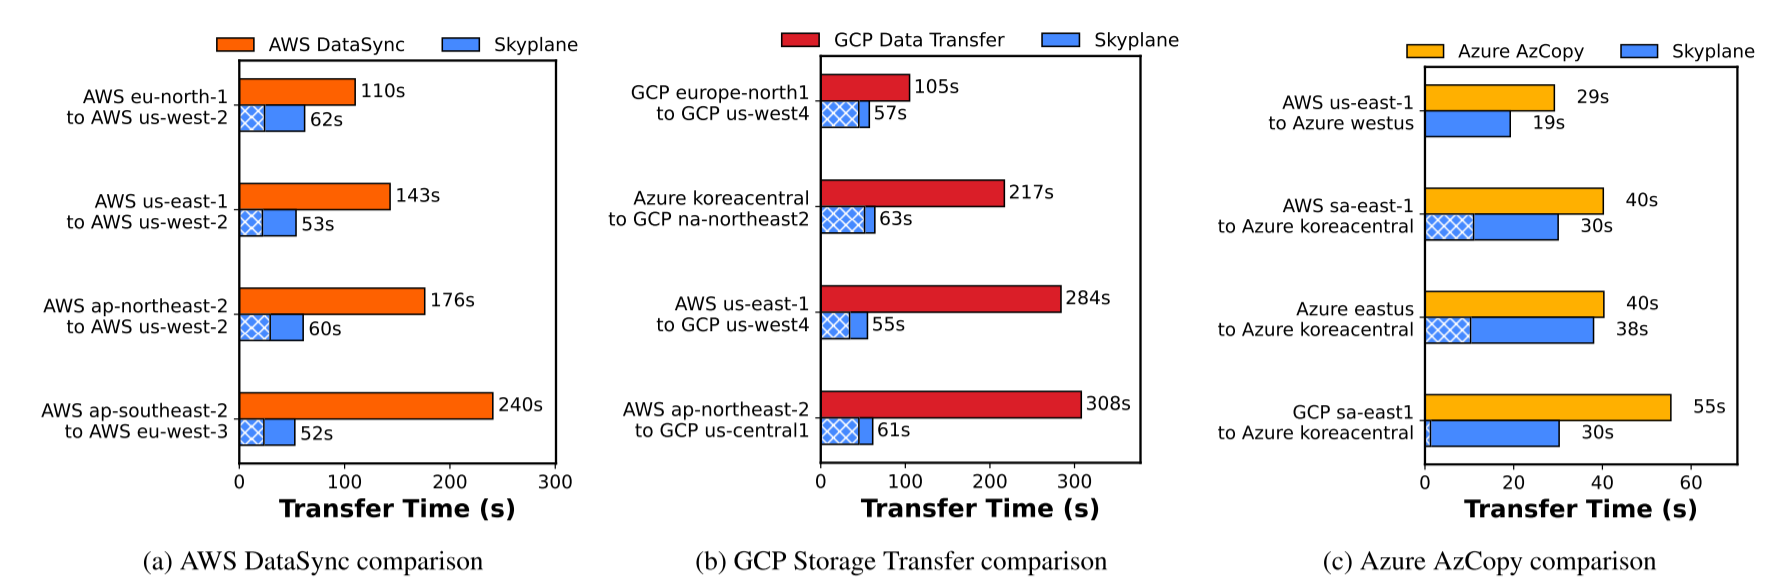 AWS DataSync Skyplane
AWS eu-north-1
to AWS us-west-2
110s
62s
AWS us-east-1
to AWS us-west-2
143s
53s
AWS ap-northeast-2
to AWS us-west-2
176s
60s
AWS ap-southeast-2
to AWS eu-west-3
240s
52s
0 100 200 300
Transfer Time (s)
(a) AWS DataSync comparison
GCP Data Transfer Skyplane
GCP europe-north1
to GCP us-west4
105s
57s
Azure koreacentral
to GCP na-northeast2
217s
63s
AWS us-east-1
to GCP us-west4
284s
55s
AWS ap-northeast-2
to GCP us-central1
308s
61s
0 100 200 300
Transfer Time (s)
(b) GCP Storage Transfer comparison
Azure AzCopy Skyplane
AWS us-east-1
to Azure westus
29s
19s
AWS sa-east-1
to Azure koreacentral
40s
30s
Azure eastus
to Azure koreacentral
40s
38s
GCP sa-east1
to Azure koreacentral
55s
30s
0 20 40 60
Transfer Time (s)
(c) Azure AzCopy comparison